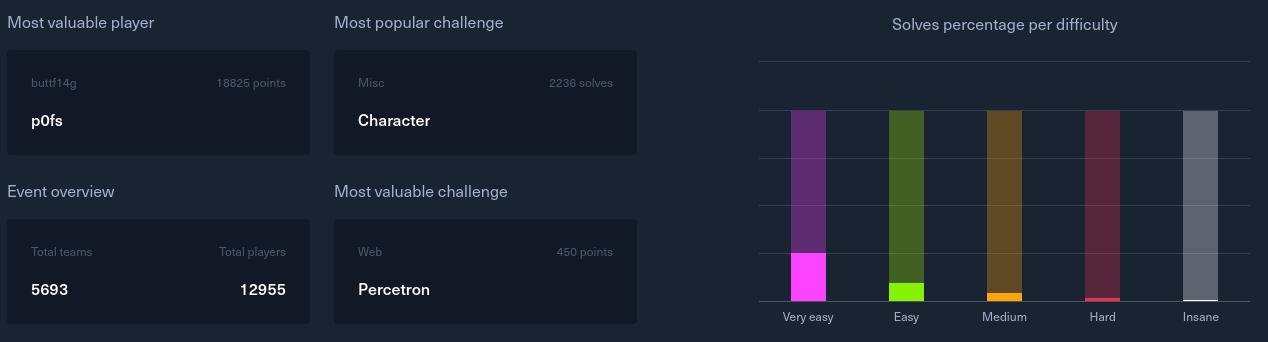 Most valuable player
buttf14g 18825 points
p0fs
Most popular challenge
Misc 2236 solves
Character
Event overview
Total teams Total players
5693 12955
Most valuable challenge
Web 450 points
Percetron
Solves percentage per difficulty
Very easy Easy Medium Hard Insane